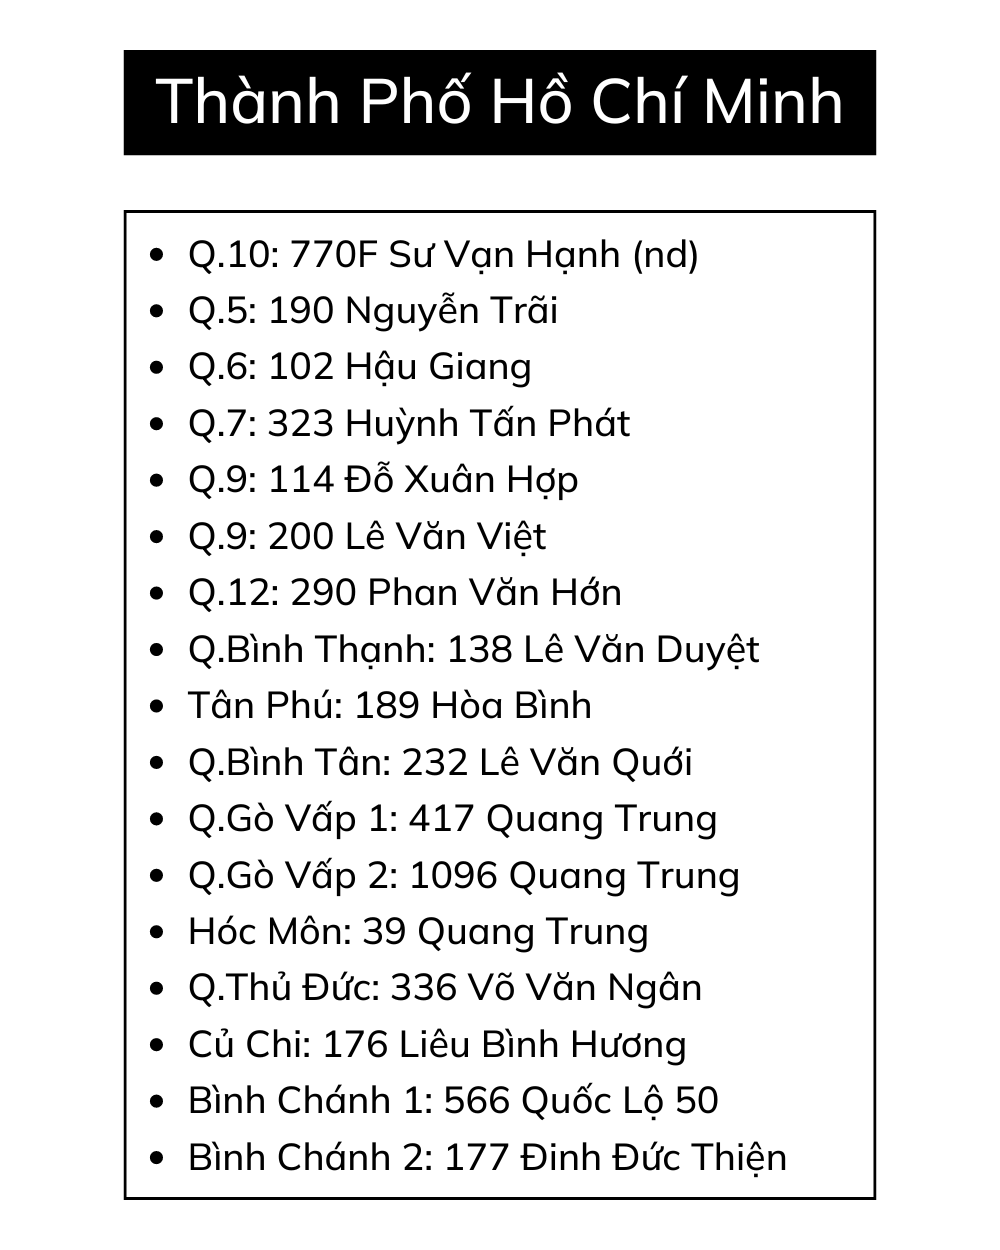 Thành Phố Hồ Chí Minh
• Q.10: 770F Sư Vạn Hạnh (nd)
• Q.5: 190 Nguyễn Trãi
• Q.6: 102 Hậu Giang
• Q.7: 323 Huỳnh Tấn Phát
• Q.9: 114 Đỗ Xuân Hợp
• Q.9: 200 Lê Văn Việt
• Q.12: 290 Phan Văn Hớn
• Q.Bình Thạnh: 138 Lê Văn Duyệt
• Tân Phú: 189 Hòa Bình
• Q.Bình Tân: 232 Lê Văn Quới
• Q.Gò Vấp 1: 417 Quang Trung
• Q.Gò Vấp 2: 1096 Quang Trung
• Hóc Môn: 39 Quang Trung
• Q.Thủ Đức: 336 Võ Văn Ngân
• Củ Chi: 176 Liêu Bình Hương
• Bình Chánh 1: 566 Quốc Lộ 50
• Bình Chánh 2: 177 Đinh Đức Thiện